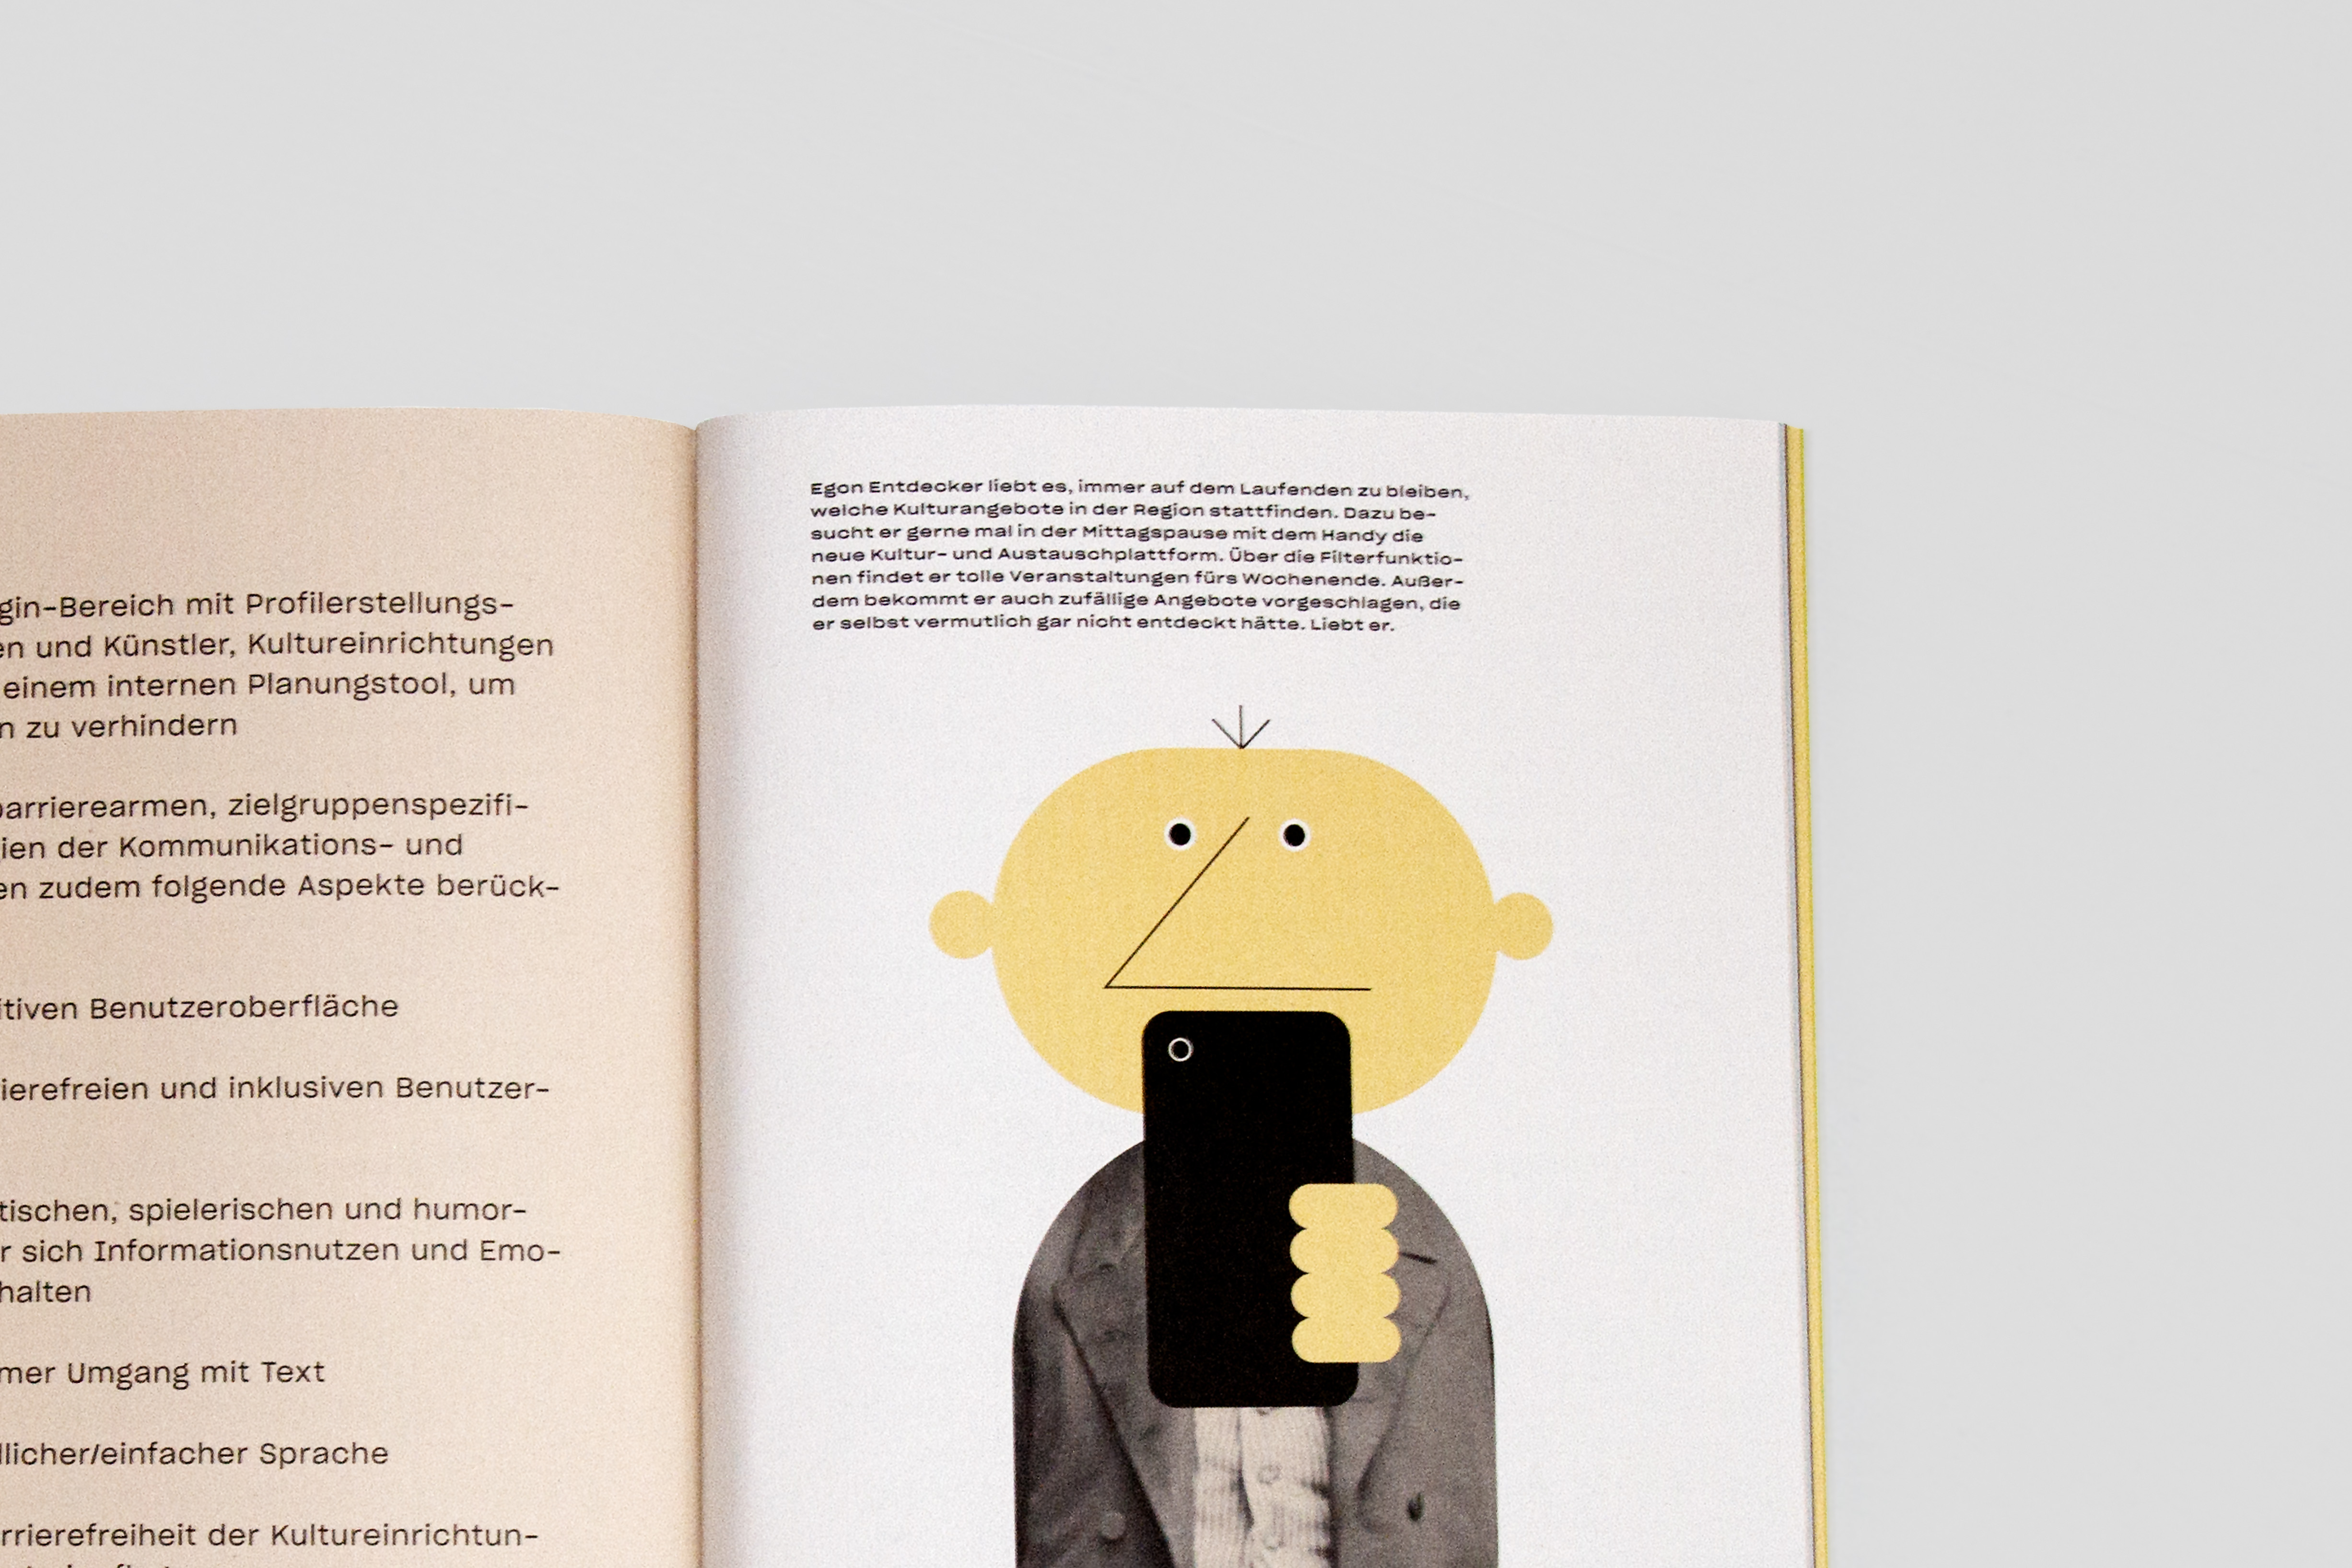 gin-Bereich mit Profilerstellungs-
en und Künstler, Kultureinrichtungen
einem internen Planungstool, um
n zu verhindern
barrierearmen, zielgruppenspezifi-
ien der Kommunikations- und
en zudem folgende Aspekte berück-
itiven Benutzeroberfläche
ierefreien und inklusiven Benutzer-
tischen, spielerischen und humor-
r sich Informationsnutzen und Emo-
halten
mer Umgang mit Text
llicher/einfacher Sprache
rrierefreiheit der Kultureinrichtun-
Egon Entdecker liebt es, immer auf dem Laufenden zu bleiben,
welche Kulturangebote in der Region stattfinden. Dazu be-
sucht er gerne mal in der Mittagspause mit dem Handy die
neue Kultur- und Austauschplattform. Über die Filterfunktio-
nen findet er tolle Veranstaltungen fürs Wochenende. Außer-
dem bekommt er auch zufällige Angebote vorgeschlagen, die
er selbst vermutlich gar nicht entdeckt hätte. Liebt er.